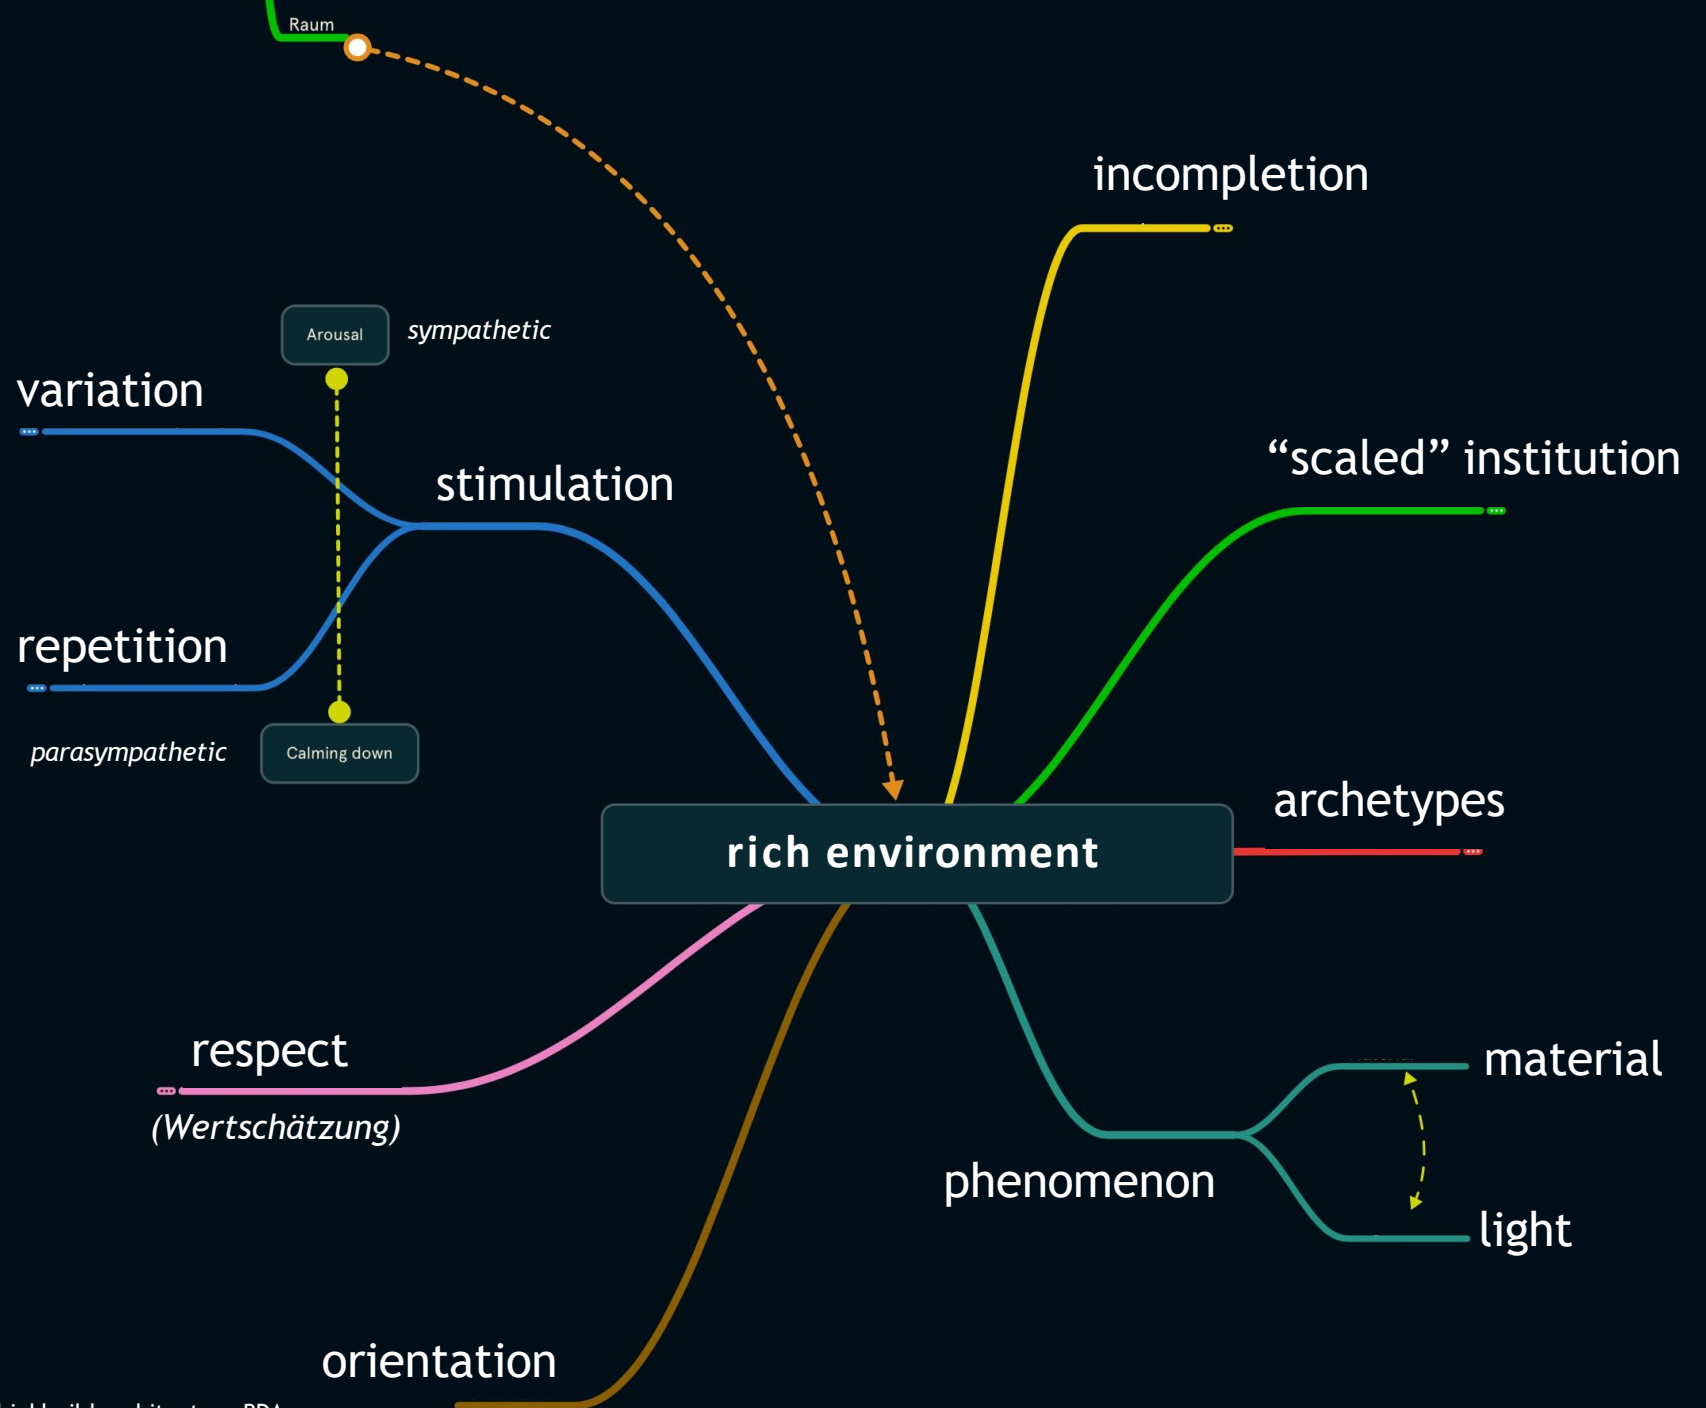 Raum
incompletion
Arousal
sympathetic
variation
“scaled” institution
stimulation
repetition
parasympathetic
Calming down
archetypes
rich environment
respect
(Wertschätzung)
material
phenomenon
light
orientation